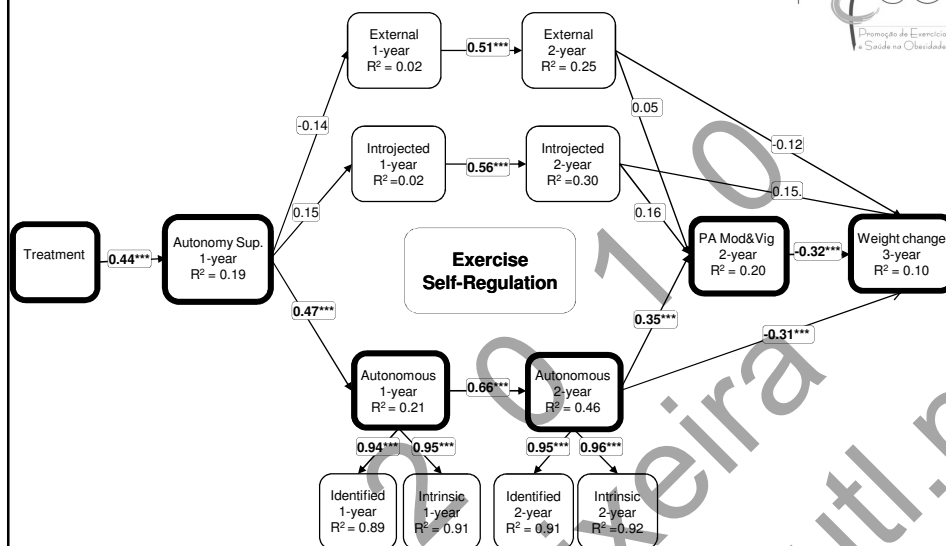 Promoção de Exercício
e Saúde na Obesidade
External
1-year
R² = 0.02
0.51***
External
2-year
R² = 0.25
-0.14
0.05
-0.12
Introjected
1-year
R² =0.02
0.56***
Introjected
2-year
R² =0.30
0.15
0.16
0.15.
Treatment
0.44***
Autonomy Sup.
1-year
R² = 0.19
Exercise
Self-Regulation
PA Mod&Vig
2-year
R² = 0.20
-0.32***
Weight change
3-year
R² = 0.10
0.47***
0.35***
-0.31***
Autonomous
1-year
R² = 0.21
0.66***
Autonomous
2-year
R² = 0.46
0.94***
0.95***
0.95***
0.96***
Identified
1-year
R² = 0.89
Intrinsic
1-year
R² = 0.91
Identified
2-year
R² = 0.91
Intrinsic
2-year
R² =0.92
2010